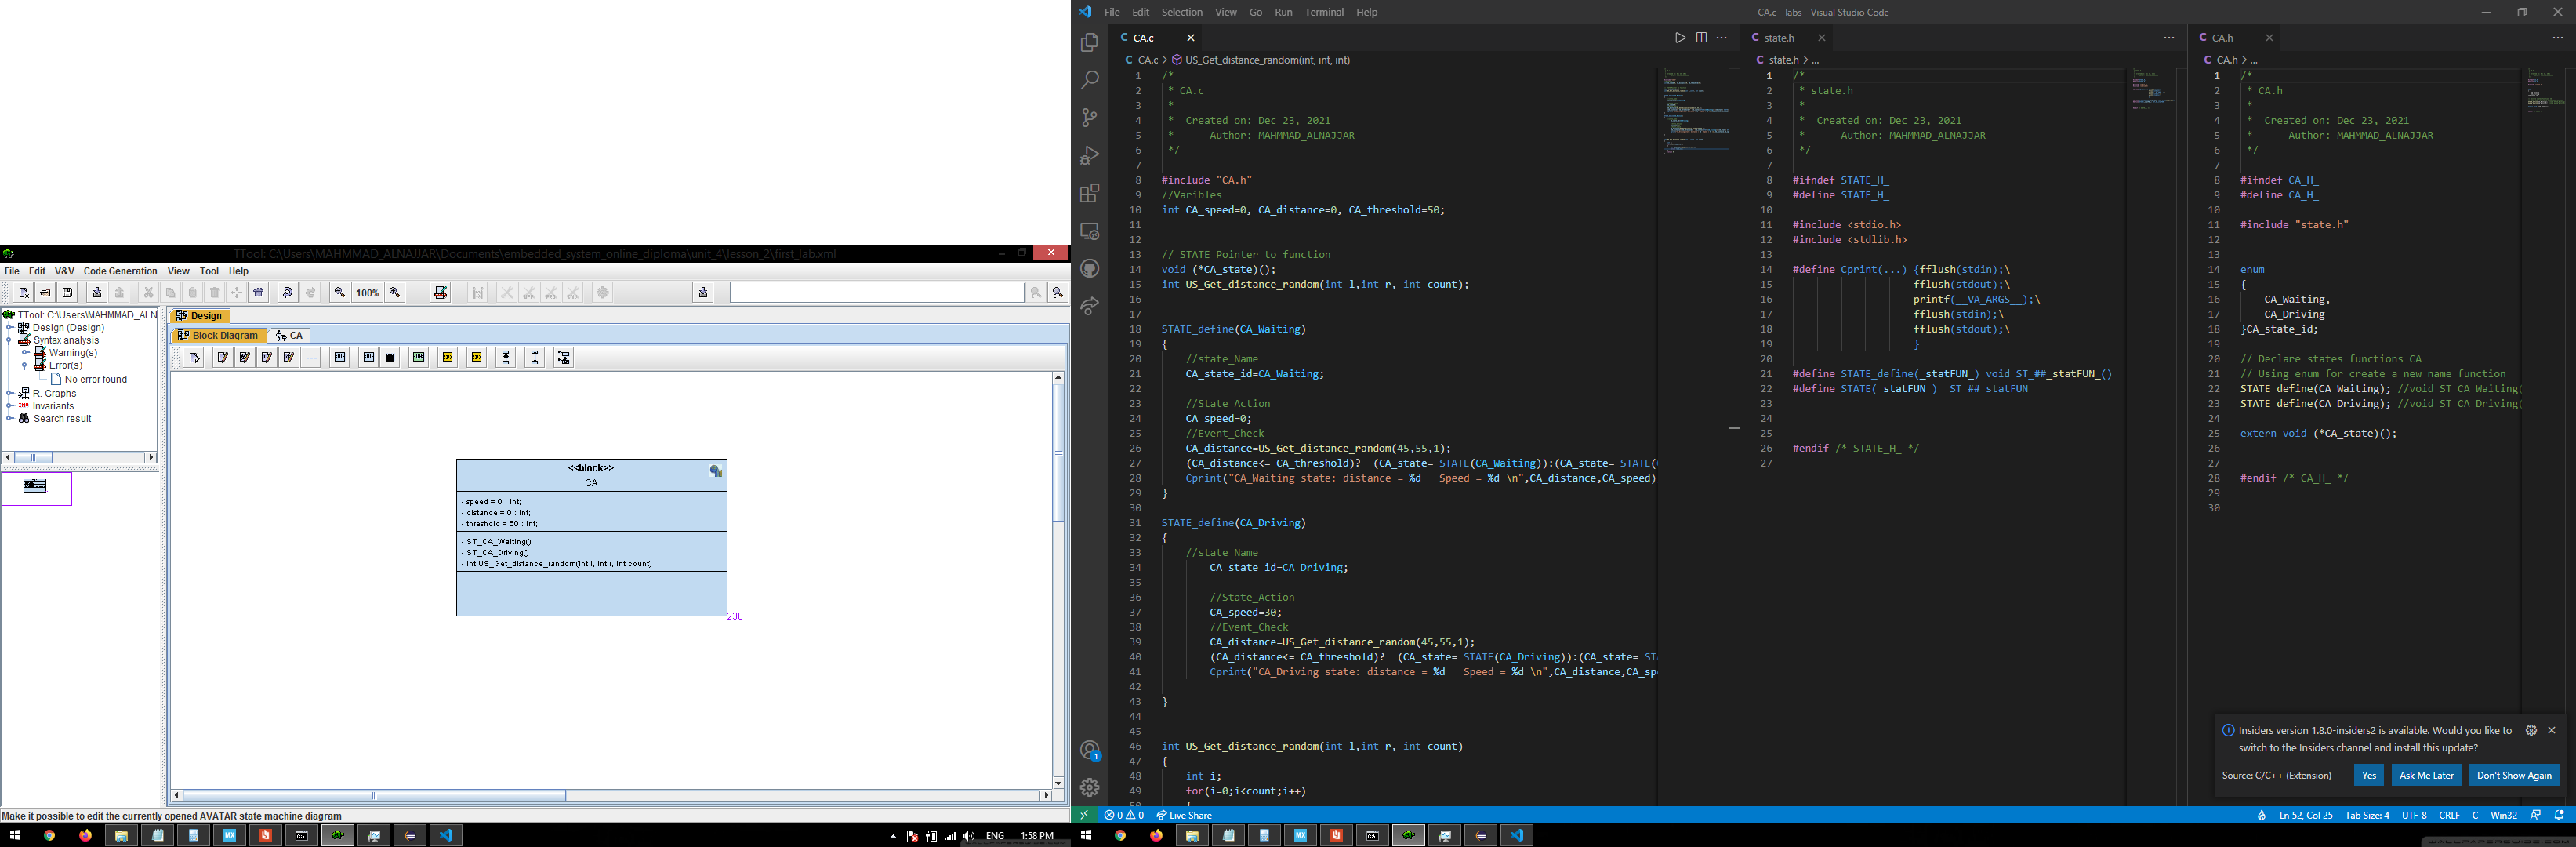 TTool: C:\Users\MAHMMAD_ALNAJJAR\Documents\embedded_system_online_diploma\unit_4\lesson_2\first_lab.xml
File Edit V&V Code Generation View Tool Help
100%
TTool: C:\Users\MAHMMAD_ALN
Design (Design)
Syntax analysis
Warning(s)
Error(s)
No error found
R. Graphs
Invariants
Search result
Design
Block Diagram
CA
<<block>>
CA
- speed = 0 : int;
- distance = 0 : int;
- threshold = 50 : int;
- ST_CA_Waiting()
- ST_CA_Driving()
- int US_Get_distance_random(int l, int r, int count)
230
Make it possible to edit the currently opened AVATAR state machine diagram
ENG 1:58 PM
File Edit Selection View Go Run Terminal Help
CA.c - labs - Visual Studio Code
C CA.c
C CA.c > US_Get_distance_random(int, int, int)
1 /*
2 * CA.c
3 *
4 * Created on: Dec 23, 2021
5 * Author: MAHMMAD_ALNAJJAR
6 */
7
8 #include "CA.h"
9 //Varibles
10 int CA_speed=0, CA_distance=0, CA_threshold=50;
11
12
13 // STATE Pointer to function
14 void (*CA_state)();
15 int US_Get_distance_random(int l,int r, int count);
16
17
18 STATE_define(CA_Waiting)
19 {
20 //state_Name
21 CA_state_id=CA_Waiting;
22
23 //State_Action
24 CA_speed=0;
25 //Event_Check
26 CA_distance=US_Get_distance_random(45,55,1);
27 (CA_distance<= CA_threshold)? (CA_state= STATE(CA_Waiting)):(CA_state= STATE(
28 Cprint("CA_Waiting state: distance = %d Speed = %d \n",CA_distance,CA_speed)
29 }
30
31 STATE_define(CA_Driving)
32 {
33 //state_Name
34 CA_state_id=CA_Driving;
35
36 //State_Action
37 CA_speed=30;
38 //Event_Check
39 CA_distance=US_Get_distance_random(45,55,1);
40 (CA_distance<= CA_threshold)? (CA_state= STATE(CA_Driving)):(CA_state= ST
41 Cprint("CA_Driving state: distance = %d Speed = %d \n",CA_distance,CA_sp
42
43 }
44
45
46 int US_Get_distance_random(int l,int r, int count)
47 {
48 int i;
49 for(i=0;i<count;i++)
50 {
C state.h
C state.h > ...
1 /*
2 * state.h
3 *
4 * Created on: Dec 23, 2021
5 * Author: MAHMMAD_ALNAJJAR
6 */
7
8 #ifndef STATE_H_
9 #define STATE_H_
10
11 #include <stdio.h>
12 #include <stdlib.h>
13
14 #define Cprint(...) {fflush(stdin);\
15 fflush(stdout);\
16 printf(__VA_ARGS__);\
17 fflush(stdin);\
18 fflush(stdout);\
19 }
20
21 #define STATE_define(_statFUN_) void ST_##_statFUN_()
22 #define STATE(_statFUN_) ST_##_statFUN_
23
24
25
26 #endif /* STATE_H_ */
27
C CA.h
C CA.h > ...
1 /*
2 * CA.h
3 *
4 * Created on: Dec 23, 2021
5 * Author: MAHMMAD_ALNAJJAR
6 */
7
8 #ifndef CA_H_
9 #define CA_H_
10
11 #include "state.h"
12
13
14 enum
15 {
16 CA_Waiting,
17 CA_Driving
18 }CA_state_id;
19
20 // Declare states functions CA
21 // Using enum for create a new name function
22 STATE_define(CA_Waiting); //void ST_CA_Waiting(
23 STATE_define(CA_Driving); //void ST_CA_Driving(
24
25 extern void (*CA_state)();
26
27
28 #endif /* CA_H_ */
29
30
Insiders version 1.8.0-insiders2 is available. Would you like to
switch to the Insiders channel and install this update?
Source: C/C++ (Extension) Yes Ask Me Later Don't Show Again
1
0 0 Live Share
Ln 52, Col 25 Tab Size: 4 UTF-8 CRLF C Win32